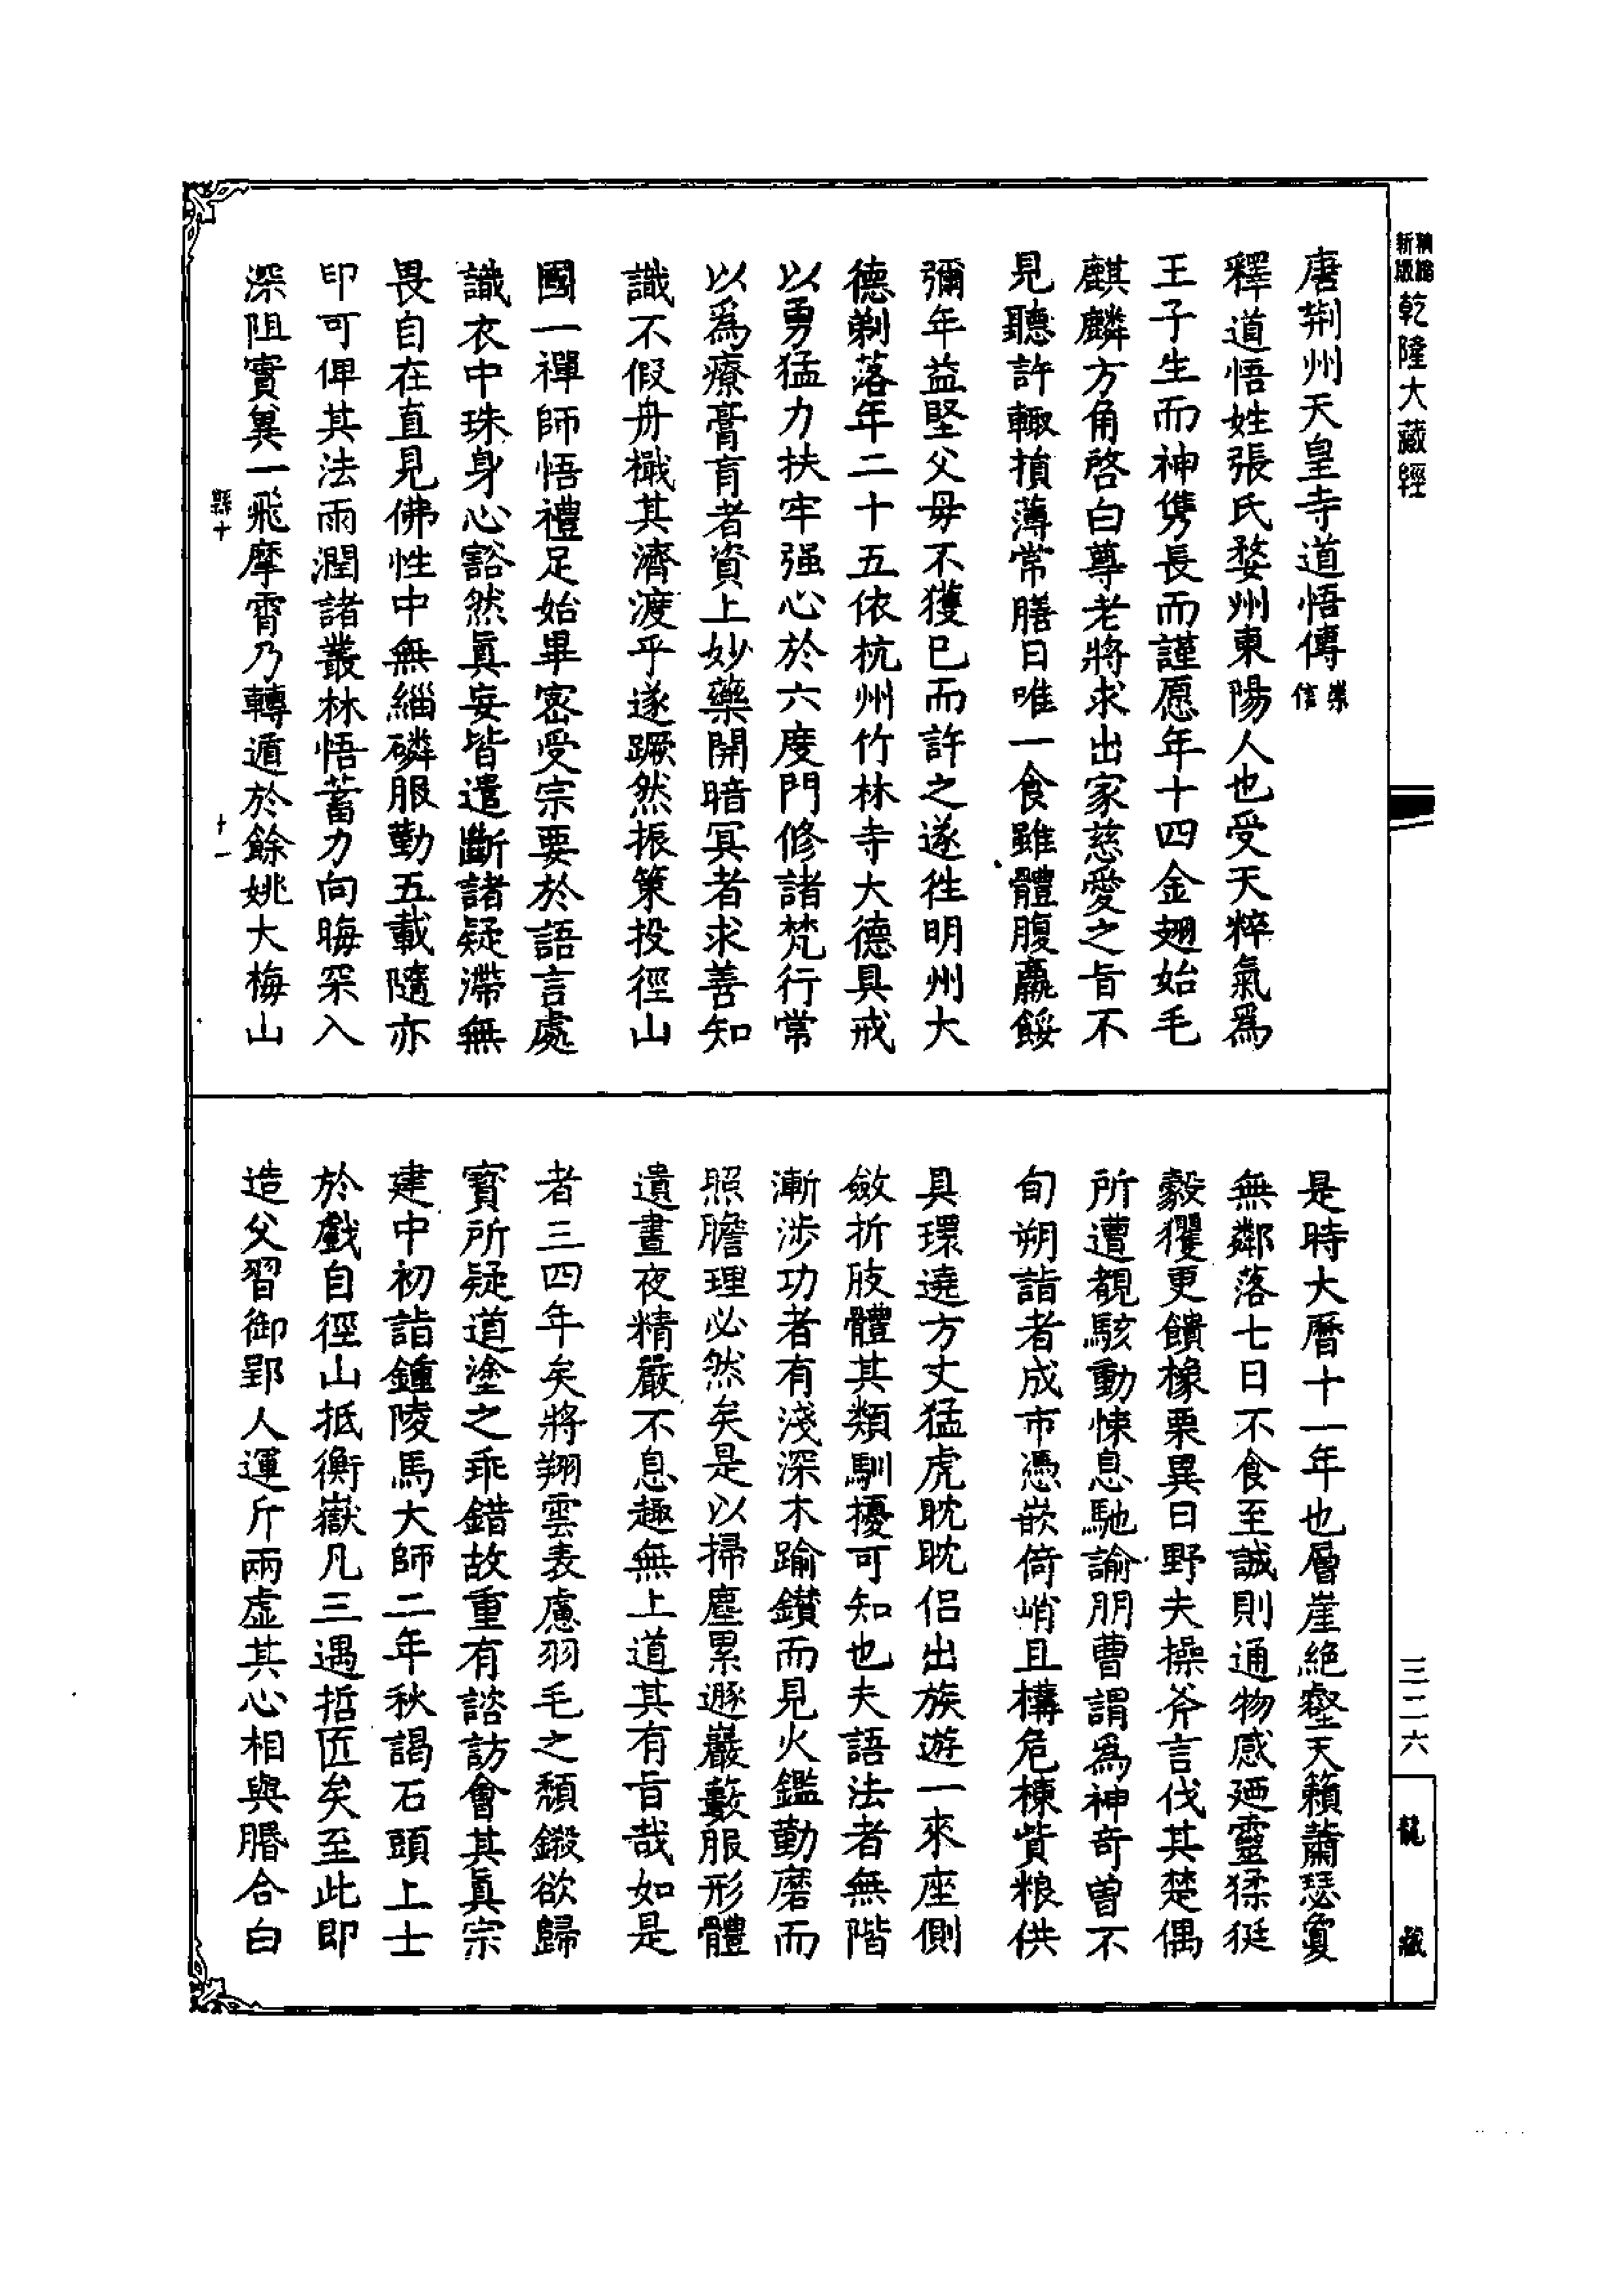 精縮新版乾隆大藏經
唐荆州天皇寺道悟傳崇信
釋道悟姓張氏婺州東陽人也受天粹氣爲
王子生而神雋長而謹愿年十四金翅始毛
麒麟方角啓白尊老將求出家慈愛之旨不
見聽許輙損薄常膳日唯一食雖體腹羸餒
彌年益堅父母不獲已而許之遂往明州大
德剃落年二十五依杭州竹林寺大德具戒
以勇猛力扶牢强心於六度門修諸梵行常
以爲療膏肓者資上妙藥開暗冥者求善知
識不假舟檝其濟渡乎遂蹶然振策投徑山
國一禪師悟禮足始畢密受宗要於語言處
識衣中珠身心豁然眞妄皆遣斷諸疑滯無
畏自在直見佛性中無緇磷服勤五載隨亦
印可俾其法雨潤諸叢林悟蓄力向晦罙入
深阻實冀一飛摩霄乃轉遁於餘姚大梅山
縣十
十一
是時大曆十一年也層崖絶壑天籟蕭瑟夐
無鄰落七日不食至誠則通物感廼靈猱狿
豰玃更饋橡栗異日野夫操斧言伐其楚偶
所遭覩駭動悚息馳諭朋曹謂爲神奇曾不
旬朔詣者成市憑嵌倚峭且構危棟貲粮供
具環遶方丈猛虎眈眈侶出族遊一來座側
斂折肢體其類馴擾可知也夫語法者無階
漸涉功者有淺深木踰鑚而見火鑑勤磨而
照膽理必然矣是以掃塵累遯巖藪服形體
遺晝夜精嚴不息趣無上道其有旨哉如是
者三四年矣將翔雲表慮羽毛之頹鎩欲歸
寶所疑道塗之乖錯故重有諮訪會其眞宗
建中初詣鍾陵馬大師二年秋謁石頭上士
於戲自徑山抵衡嶽凡三遇哲匠矣至此即
造父習御郢人運斤兩虛其心相與脗合白
三二六
龍藏